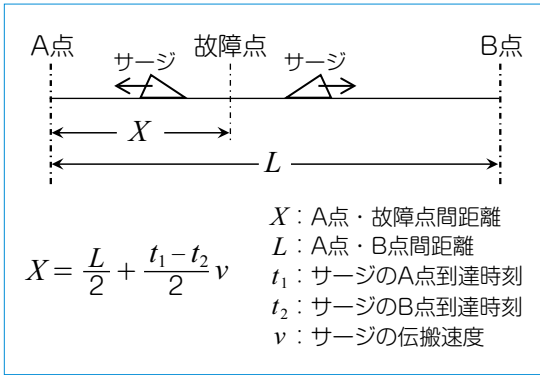 A点 サージ 故障点 サージ B点
X
L
X = L/2 + (t₁−t₂)/2 v
X：A点・故障点間距離
L：A点・B点間距離
t₁：サージのA点到達時刻
t₂：サージのB点到達時刻
v：サージの伝搬速度